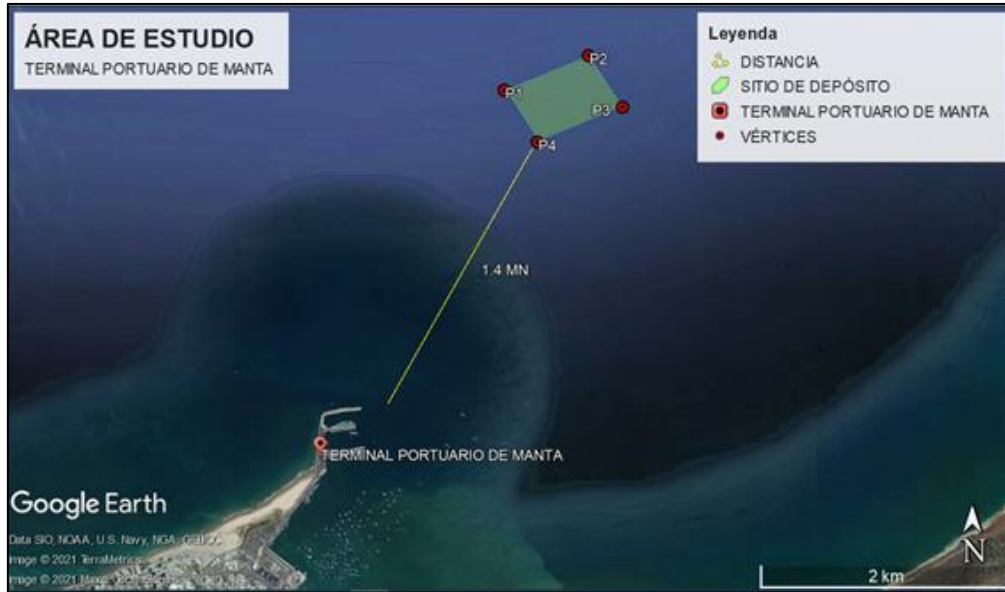 ÁREA DE ESTUDIO
TERMINAL PORTUARIO DE MANTA
Leyenda
DISTANCIA
SITIO DE DEPÓSITO
TERMINAL PORTUARIO DE MANTA
VÉRTICES
P2
P1
P3
P4
1.4 MN
TERMINAL PORTUARIO DE MANTA
Google Earth
Data SIO, NOAA, U.S. Navy, NGA,
Image © 2021 TerraMetrics
Image © 2021
N
2 km